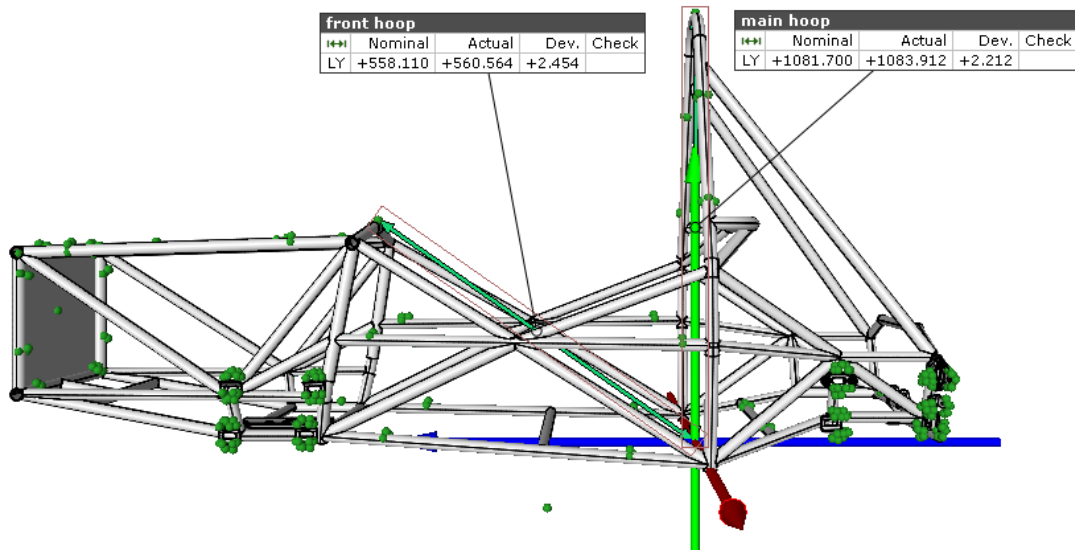 front hoop
Nominal Actual Dev. Check
LY +558.110 +560.564 +2.454
main hoop
Nominal Actual Dev. Check
LY +1081.700 +1083.912 +2.212